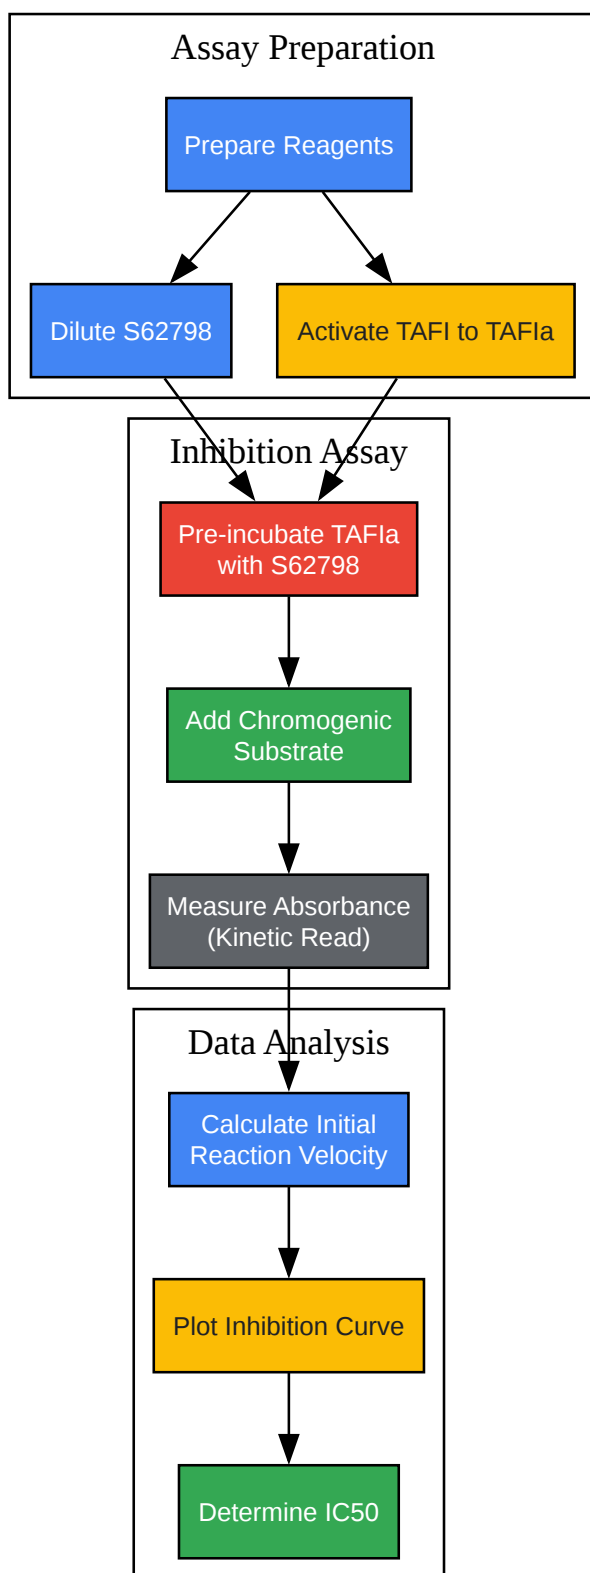 Assay Preparation
Prepare Reagents
Dilute S62798
Activate TAFI to TAFIa
Inhibition Assay
Pre-incubate TAFIa
with S62798
Add Chromogenic
Substrate
Measure Absorbance
(Kinetic Read)
Data Analysis
Calculate Initial
Reaction Velocity
Plot Inhibition Curve
Determine IC50